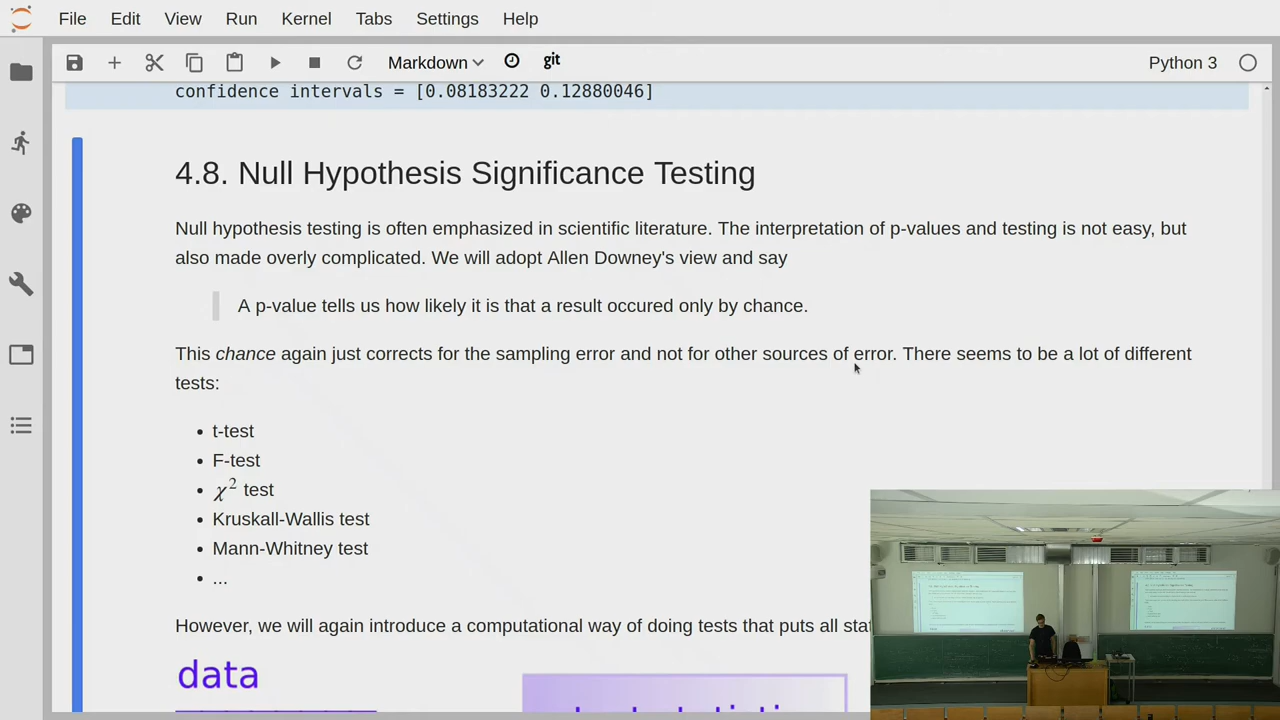 File Edit View Run Kernel Tabs Settings Help
Markdown git Python 3
confidence intervals = [0.08183222 0.12880046]
4.8. Null Hypothesis Significance Testing
Null hypothesis testing is often emphasized in scientific literature. The interpretation of p-values and testing is not easy, but
also made overly complicated. We will adopt Allen Downey's view and say
A p-value tells us how likely it is that a result occured only by chance.
This chance again just corrects for the sampling error and not for other sources of error. There seems to be a lot of different
tests:
• t-test
• F-test
• χ² test
• Kruskall-Wallis test
• Mann-Whitney test
• ...
However, we will again introduce a computational way of doing tests that puts all
data